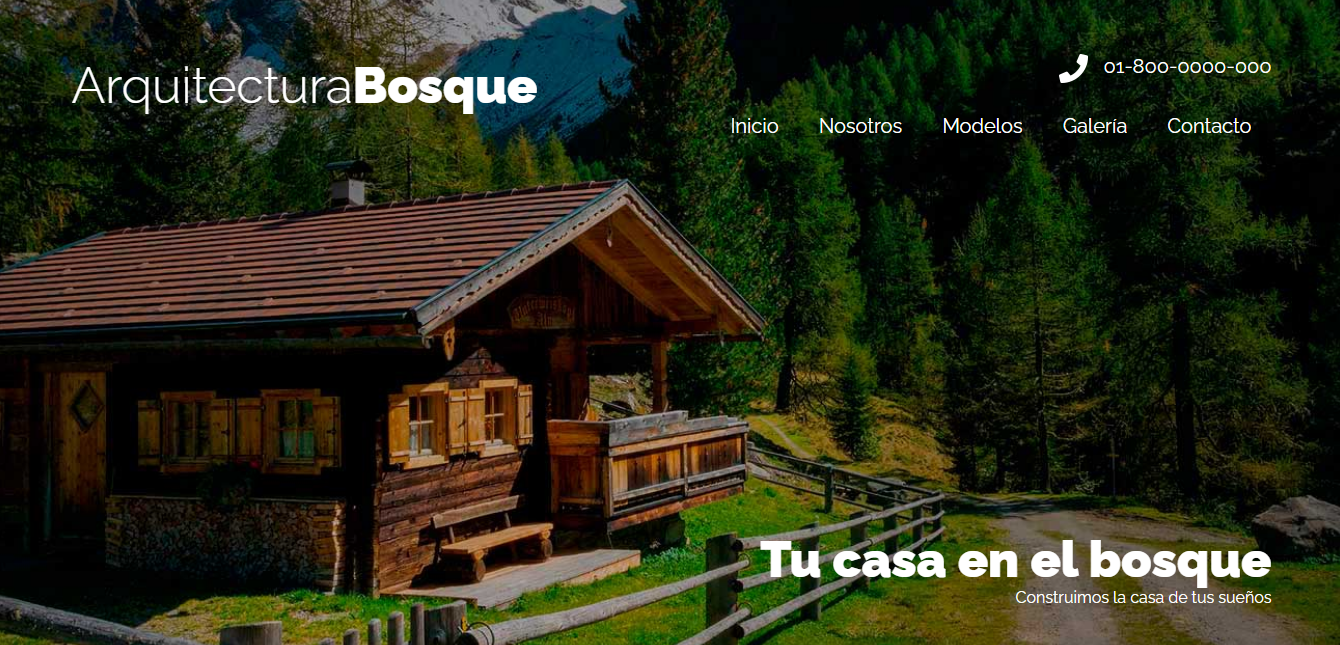 ArquitecturaBosque
01-800-0000-000
Inicio Nosotros Modelos Galería Contacto
Tu casa en el bosque
Construimos la casa de tus sueños